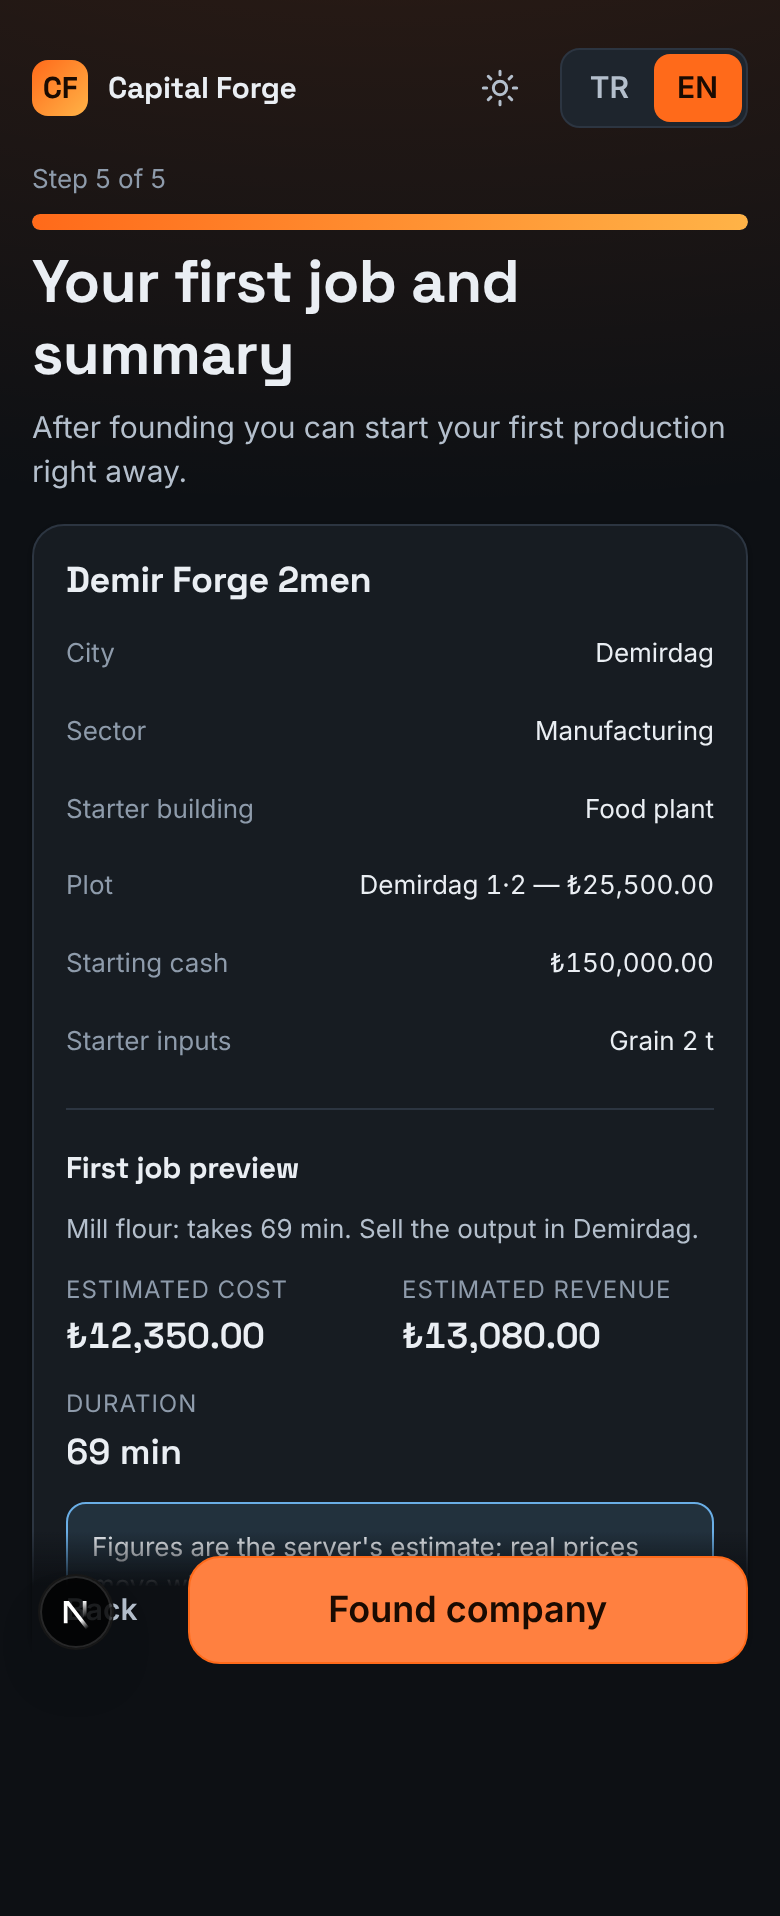 CF
Capital Forge
TR
EN
Step 5 of 5
Your first job and
summary
After founding you can start your first production
right away.
Demir Forge 2men
City
Demirdag
Sector
Manufacturing
Starter building
Food plant
Plot
Demirdag 1·2 — ₺25,500.00
Starting cash
₺150,000.00
Starter inputs
Grain 2 t
First job preview
Mill flour: takes 69 min. Sell the output in Demirdag.
ESTIMATED COST
ESTIMATED REVENUE
₺12,350.00
₺13,080.00
DURATION
69 min
Figures are the server's estimate; real prices
move
Back
Found company